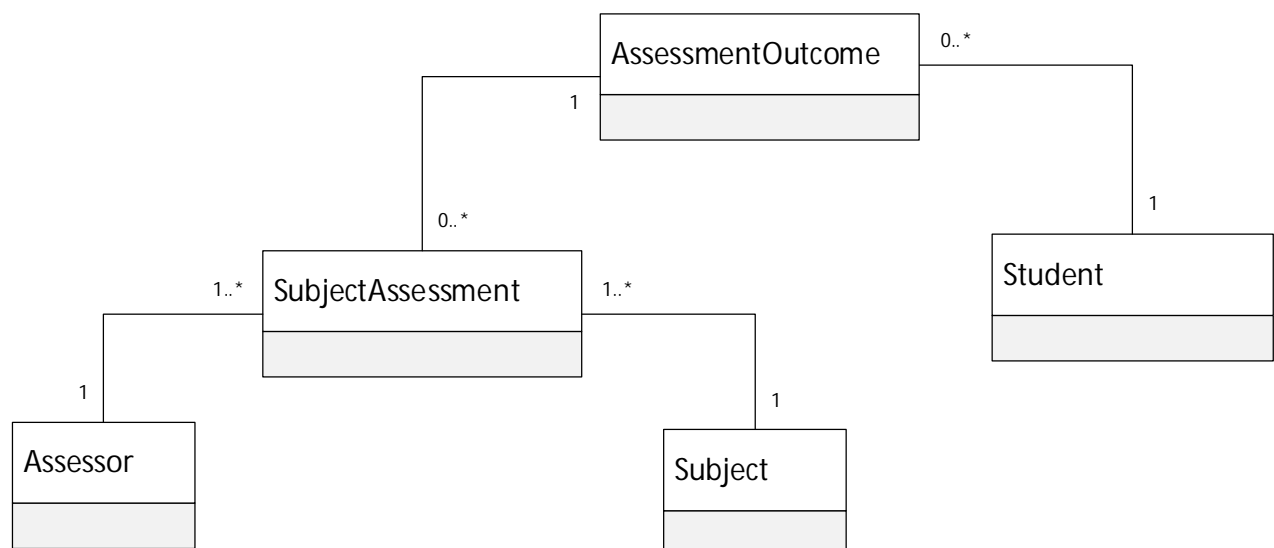 AssessmentOutcome
0..*
1
1
0..*
SubjectAssessment
Student
1..*
1..*
1
1
Assessor
Subject